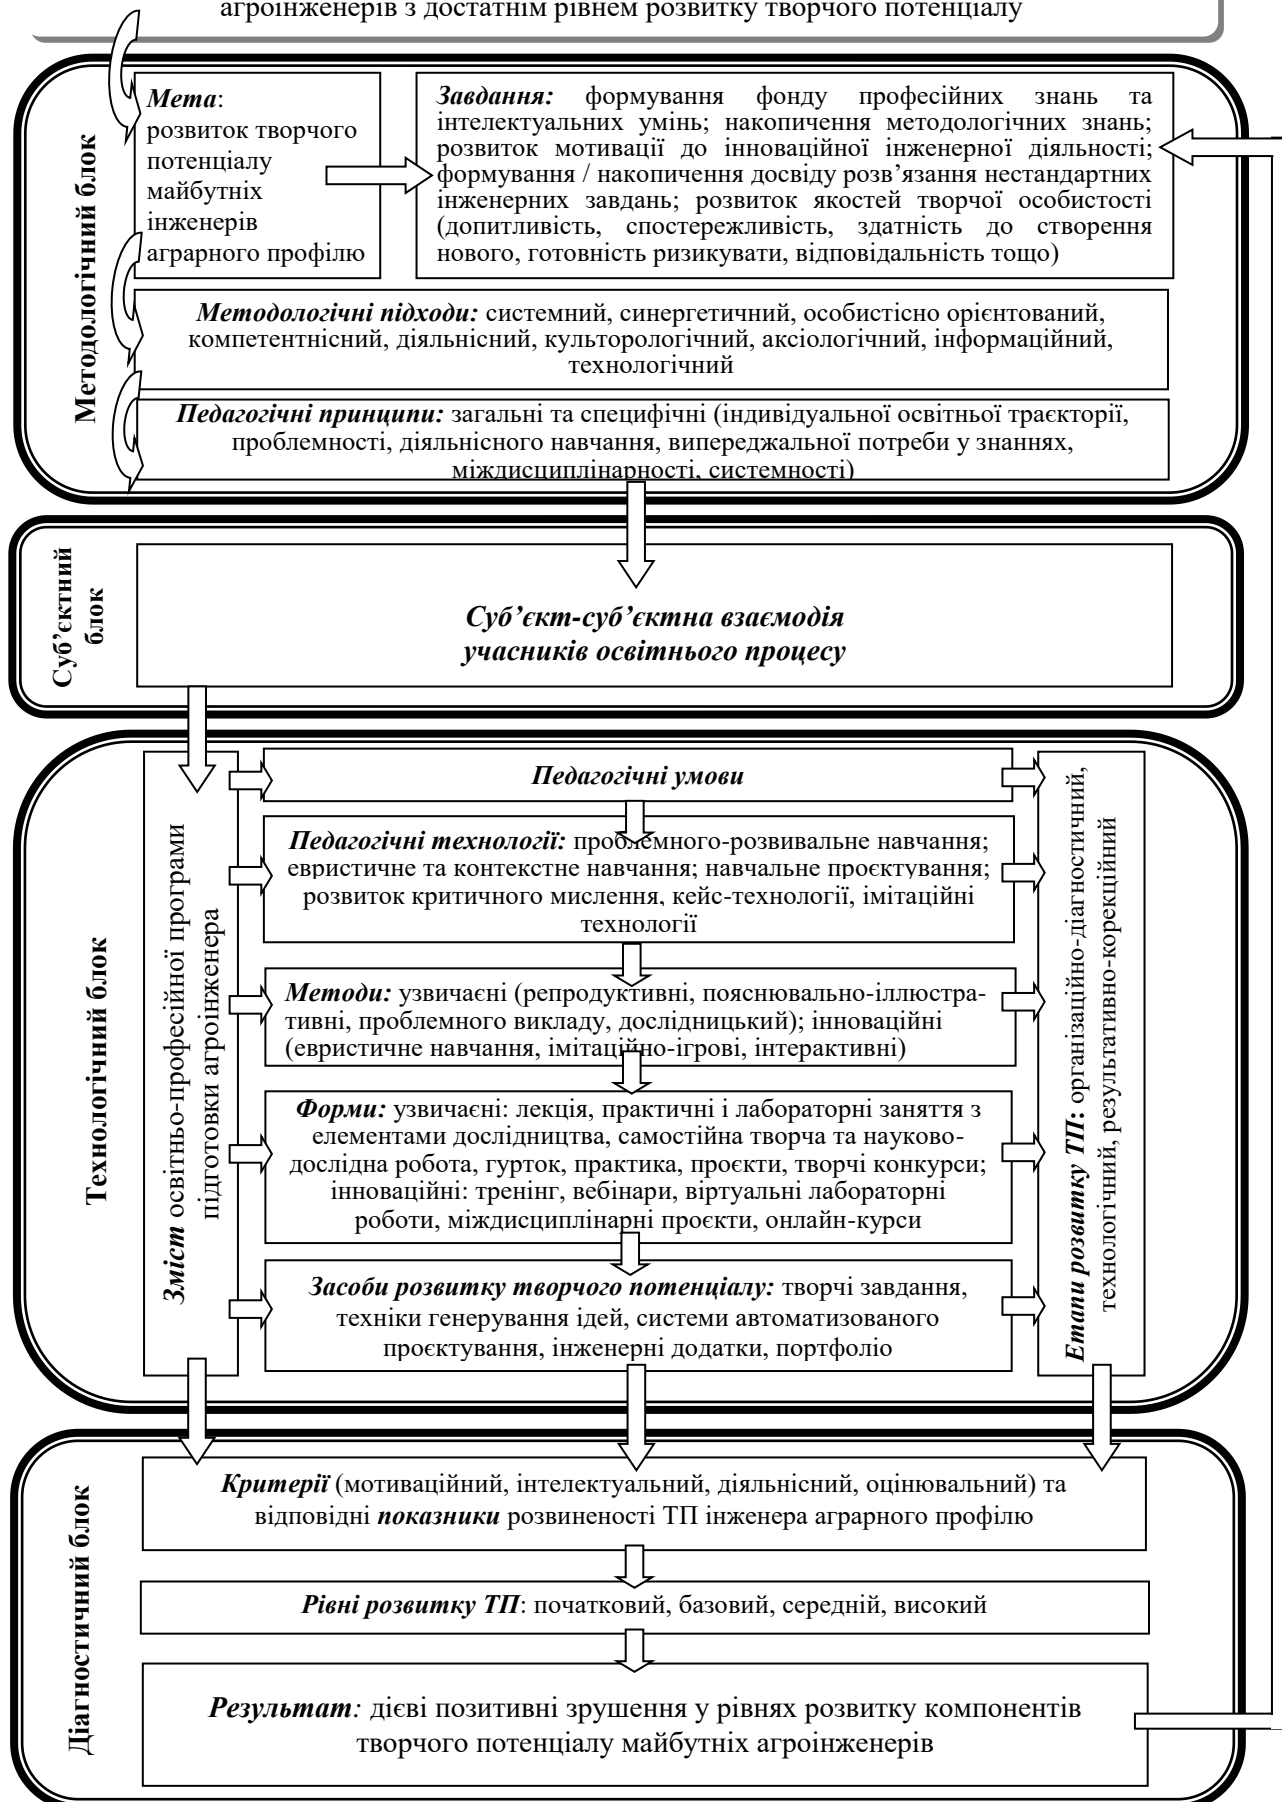 агроінженерів з достатнім рівнем розвитку творчого потенціалу
Методологічний блок
Мета:
розвиток творчого
потенціалу
майбутніх
інженерів
аграрного профілю
Завдання: формування фонду професійних знань та
інтелектуальних умінь; накопичення методологічних знань;
розвиток мотивації до інноваційної інженерної діяльності;
формування / накопичення досвіду розв’язання нестандартних
інженерних завдань; розвиток якостей творчої особистості
(допитливість, спостережливість, здатність до створення
нового, готовність ризикувати, відповідальність тощо)
Методологічні підходи: системний, синергетичний, особистісно орієнтований,
компетентнісний, діяльнісний, культорологічний, аксіологічний, інформаційний,
технологічний
Педагогічні принципи: загальні та специфічні (індивідуальної освітньої траєкторії,
проблемності, діяльнісного навчання, випереджальної потреби у знаннях,
міждисциплінарності, системності)
Суб’єктний
блок
Суб’єкт-суб’єктна взаємодія
учасників освітнього процесу
Технологічний блок
Зміст освітньо-професійної програми
підготовки агроінженера
Педагогічні умови
Педагогічні технології: проблемного-розвивальне навчання;
евристичне та контекстне навчання; навчальне проєктування;
розвиток критичного мислення, кейс-технології, імітаційні
технології
Методи: узвичаєні (репродуктивні, пояснювально-іллюстра-
тивні, проблемного викладу, дослідницький); інноваційні
(евристичне навчання, імітаційно-ігрові, інтерактивні)
Форми: узвичаєні: лекція, практичні і лабораторні заняття з
елементами дослідництва, самостійна творча та науково-
дослідна робота, гурток, практика, проєкти, творчі конкурси;
інноваційні: тренінг, вебінари, віртуальні лабораторні
роботи, міждисциплінарні проєкти, онлайн-курси
Засоби розвитку творчого потенціалу: творчі завдання,
техніки генерування ідей, системи автоматизованого
проєктування, інженерні додатки, портфоліо
Етапи розвитку ТП: організаційно-діагностичний,
технологічний, результативно-корекційний
Діагностичний блок
Критерії (мотиваційний, інтелектуальний, діяльнісний, оцінювальний) та
відповідні показники розвиненості ТП інженера аграрного профілю
Рівні розвитку ТП: початковий, базовий, середній, високий
Результат: дієві позитивні зрушення у рівнях розвитку компонентів
творчого потенціалу майбутніх агроінженерів